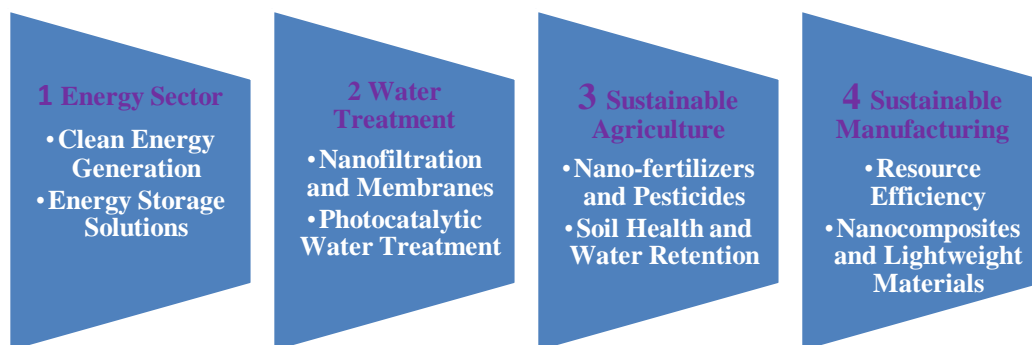 1 Energy Sector
• Clean Energy
Generation
• Energy Storage
Solutions
2 Water
Treatment
• Nanofiltration
and Membranes
• Photocatalytic
Water Treatment
3 Sustainable
Agriculture
• Nano-fertilizers
and Pesticides
• Soil Health and
Water Retention
4 Sustainable
Manufacturing
• Resource
Efficiency
• Nanocomposites
and Lightweight
Materials